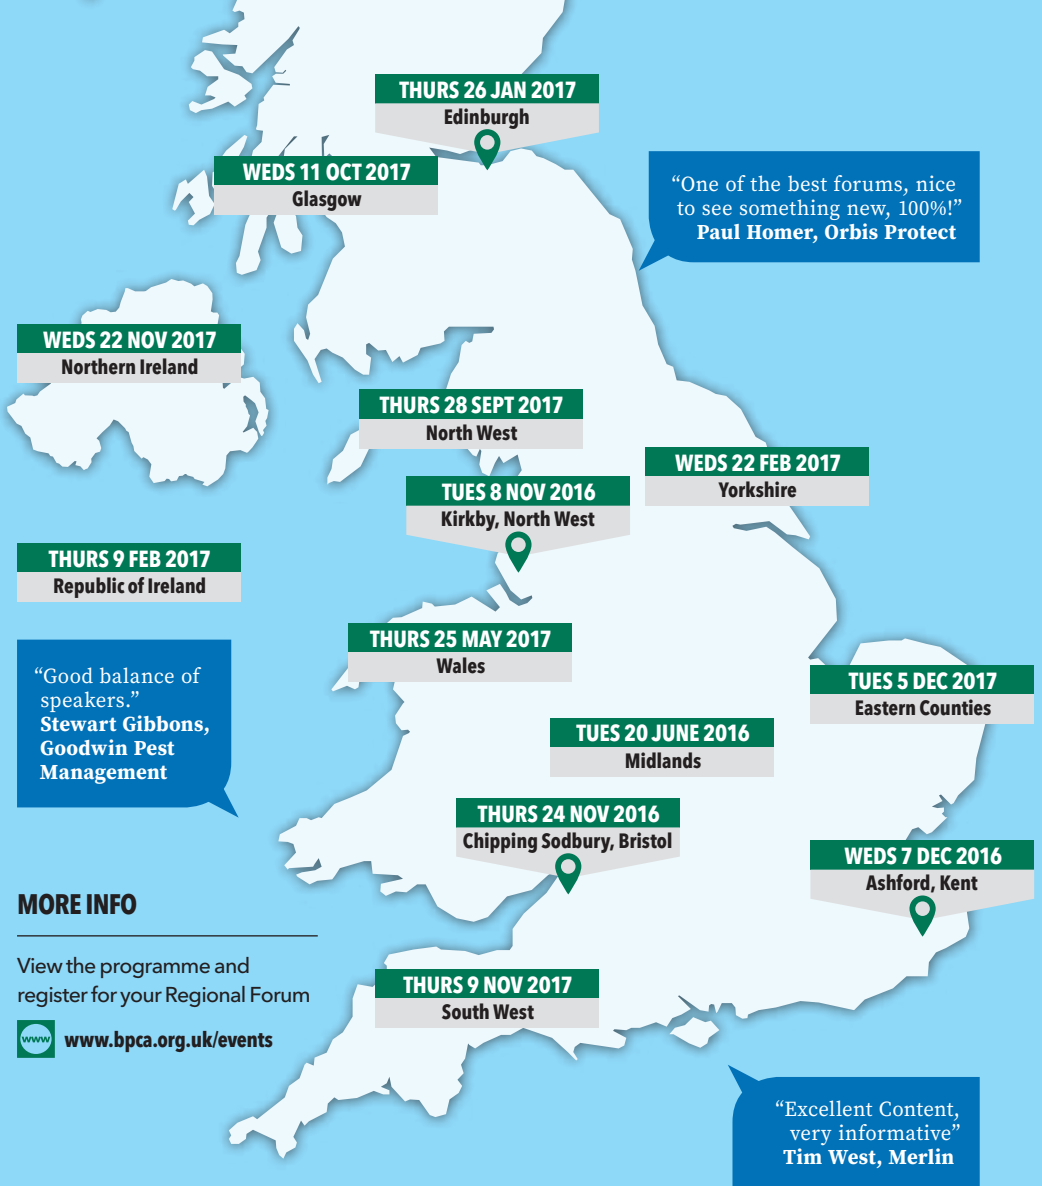 THURS 26 JAN 2017
Edinburgh
WEDS 11 OCT 2017
Glasgow
“One of the best forums, nice
to see something new, 100%!”
Paul Homer, Orbis Protect
WEDS 22 NOV 2017
Northern Ireland
THURS 28 SEPT 2017
North West
WEDS 22 FEB 2017
Yorkshire
TUES 8 NOV 2016
Kirkby, North West
THURS 9 FEB 2017
Republic of Ireland
THURS 25 MAY 2017
Wales
“Good balance of
speakers.”
Stewart Gibbons,
Goodwin Pest
Management
TUES 5 DEC 2017
Eastern Counties
TUES 20 JUNE 2016
Midlands
THURS 24 NOV 2016
Chipping Sodbury, Bristol
WEDS 7 DEC 2016
Ashford, Kent
MORE INFO
View the programme and
register for your Regional Forum
www www.bpca.org.uk/events
THURS 9 NOV 2017
South West
“Excellent Content,
very informative”
Tim West, Merlin